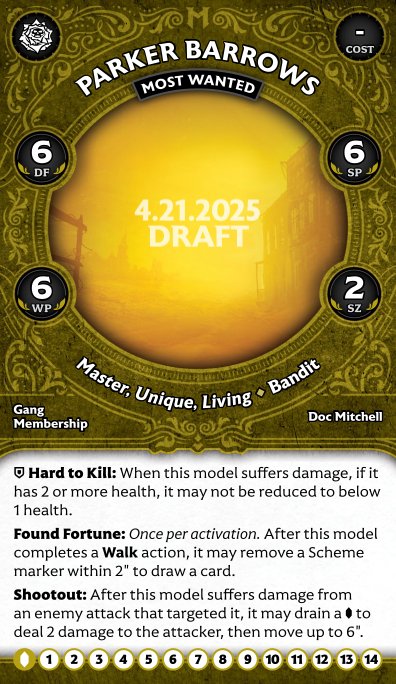 M
-
COST
PARKER BARROWS
MOST WANTED
6
DF
6
SP
4.21.2025
DRAFT
6
WP
2
SZ
Master, Unique, Living ⬥ Bandit
Gang
Membership
Doc Mitchell
Hard to Kill: When this model suffers damage, if it
has 2 or more health, it may not be reduced to below
1 health.
Found Fortune: Once per activation. After this model
completes a Walk action, it may remove a Scheme
marker within 2" to draw a card.
Shootout: After this model suffers damage from
an enemy attack that targeted it, it may drain a ⬧ to
deal 2 damage to the attacker, then move up to 6".
1 2 3 4 5 6 7 8 9 10 11 12 13 14